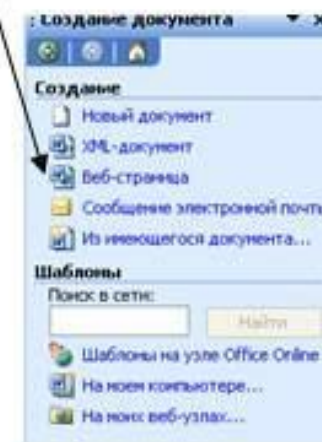 Создание документа
Создание
Новый документ
XML-документ
Веб-страница
Сообщение электронной почты
Из имеющегося документа...
Шаблоны
Поиск в сети:
Найти
Шаблоны на узле Office Online
На моем компьютере...
На моих веб-узлах...